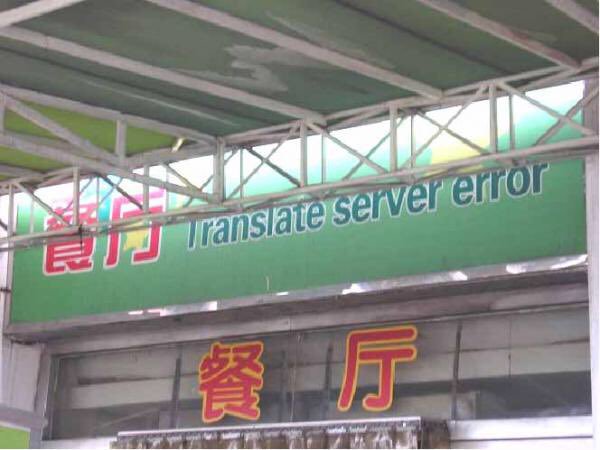 餐厅 Translate server error
餐厅